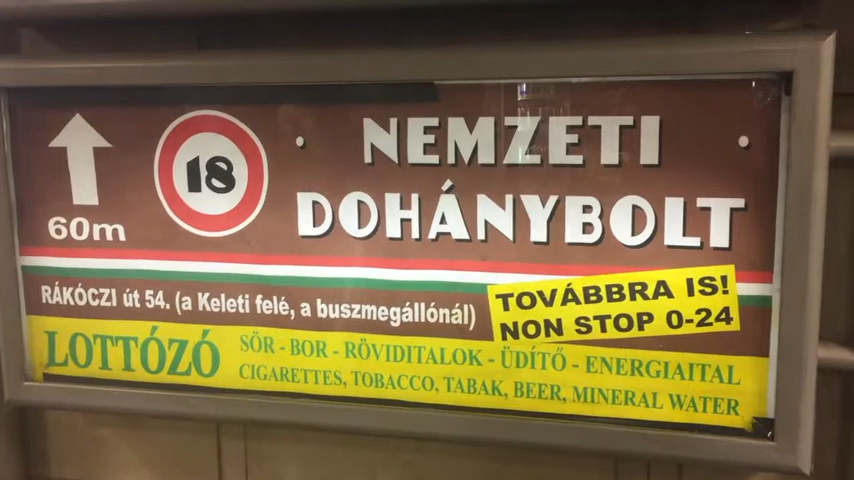 60m
18
NEMZETI
DOHÁNYBOLT
RÁKÓCZI út 54. (a Keleti felé, a buszmegállónál)
TOVÁBBRA IS!
NON STOP 0-24
LOTTÓZÓ
SÖR - BOR - RÖVIDITALOK - ÜDÍTŐ - ENERGIAITAL
CIGARETTES, TOBACCO, TABAK, BEER, MINERAL WATER